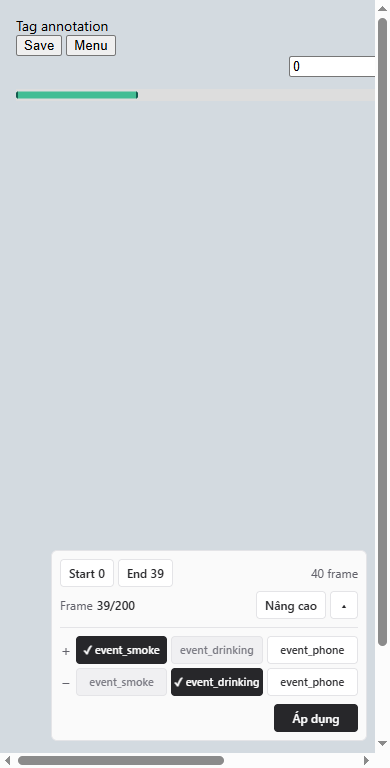 Tag annotation
Save Menu
0
Start 0 End 39 40 frame
Frame 39/200 Nâng cao ▲
+ ✓ event_smoke event_drinking event_phone
− event_smoke ✓ event_drinking event_phone
Áp dụng